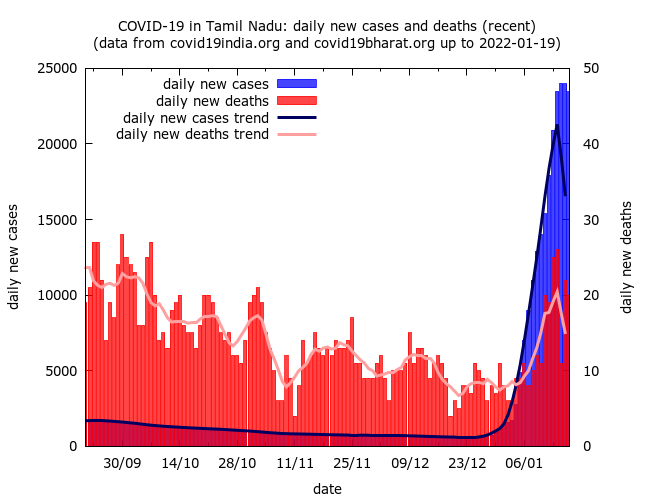 COVID-19 in Tamil Nadu: daily new cases and deaths (recent)
(data from covid19india.org and covid19bharat.org up to 2022-01-19)
daily new cases
daily new deaths
daily new cases trend
daily new deaths trend
25000
20000
15000
10000
5000
0
50
40
30
20
10
0
daily new cases
daily new deaths
30/09 14/10 28/10 11/11 25/11 09/12 23/12 06/01
date